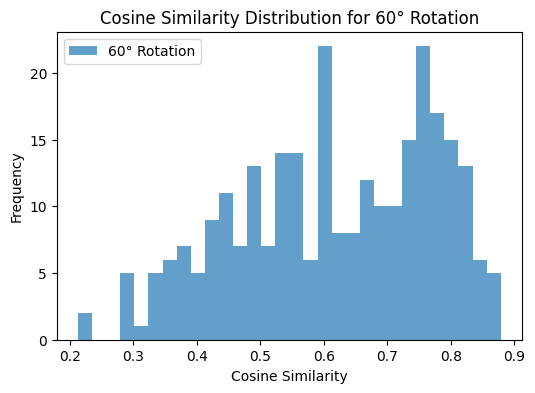 Cosine Similarity Distribution for 60° Rotation
60° Rotation
Frequency
20
15
10
5
0
0.2 0.3 0.4 0.5 0.6 0.7 0.8 0.9
Cosine Similarity